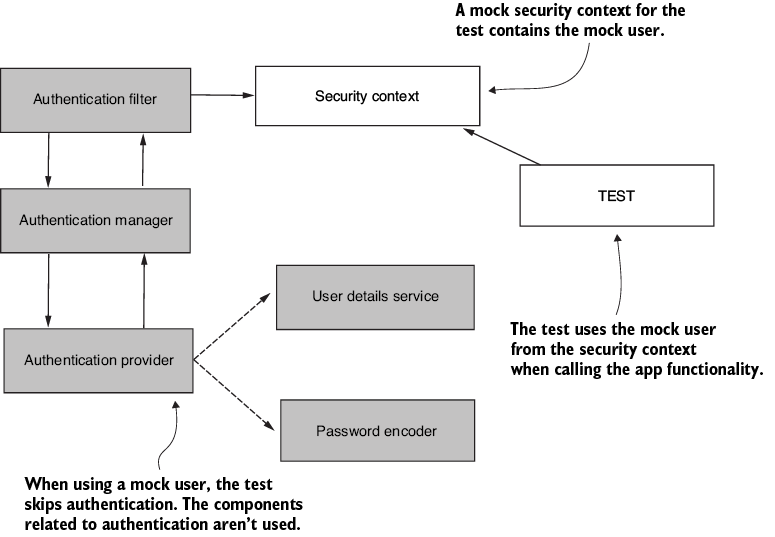 A mock security context for the
test contains the mock user.
Authentication filter
Security context
Authentication manager
TEST
User details service
The test uses the mock user
from the security context
when calling the app functionality.
Authentication provider
Password encoder
When using a mock user, the test
skips authentication. The components
related to authentication aren't used.